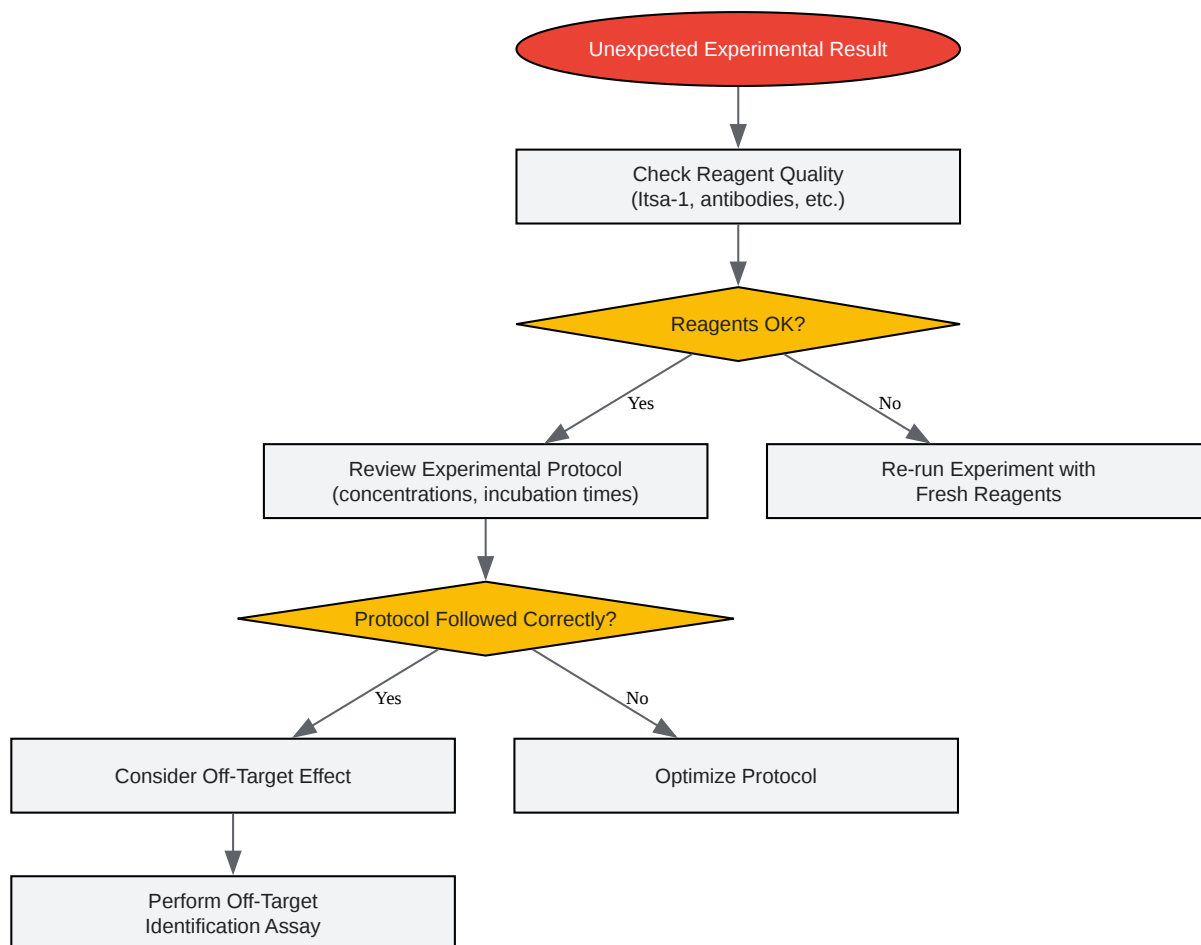 Unexpected Experimental Result
Check Reagent Quality
(Itsa-1, antibodies, etc.)
Reagents OK?
Yes
No
Review Experimental Protocol
(concentrations, incubation times)
Re-run Experiment with
Fresh Reagents
Protocol Followed Correctly?
Yes
No
Consider Off-Target Effect
Optimize Protocol
Perform Off-Target
Identification Assay